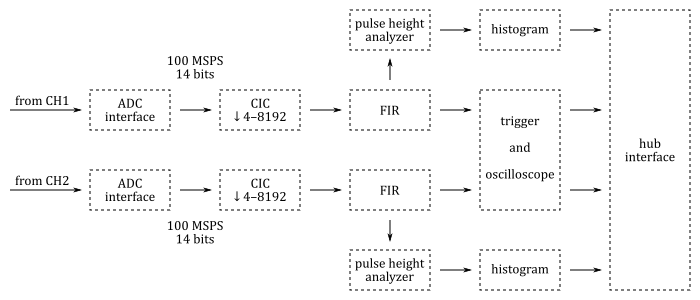 pulse height
analyzer
histogram
100 MSPS
14 bits
from CH1
ADC
interface
CIC
↓4–8192
FIR
trigger
and
oscilloscope
hub
interface
from CH2
ADC
interface
CIC
↓4–8192
FIR
100 MSPS
14 bits
pulse height
analyzer
histogram